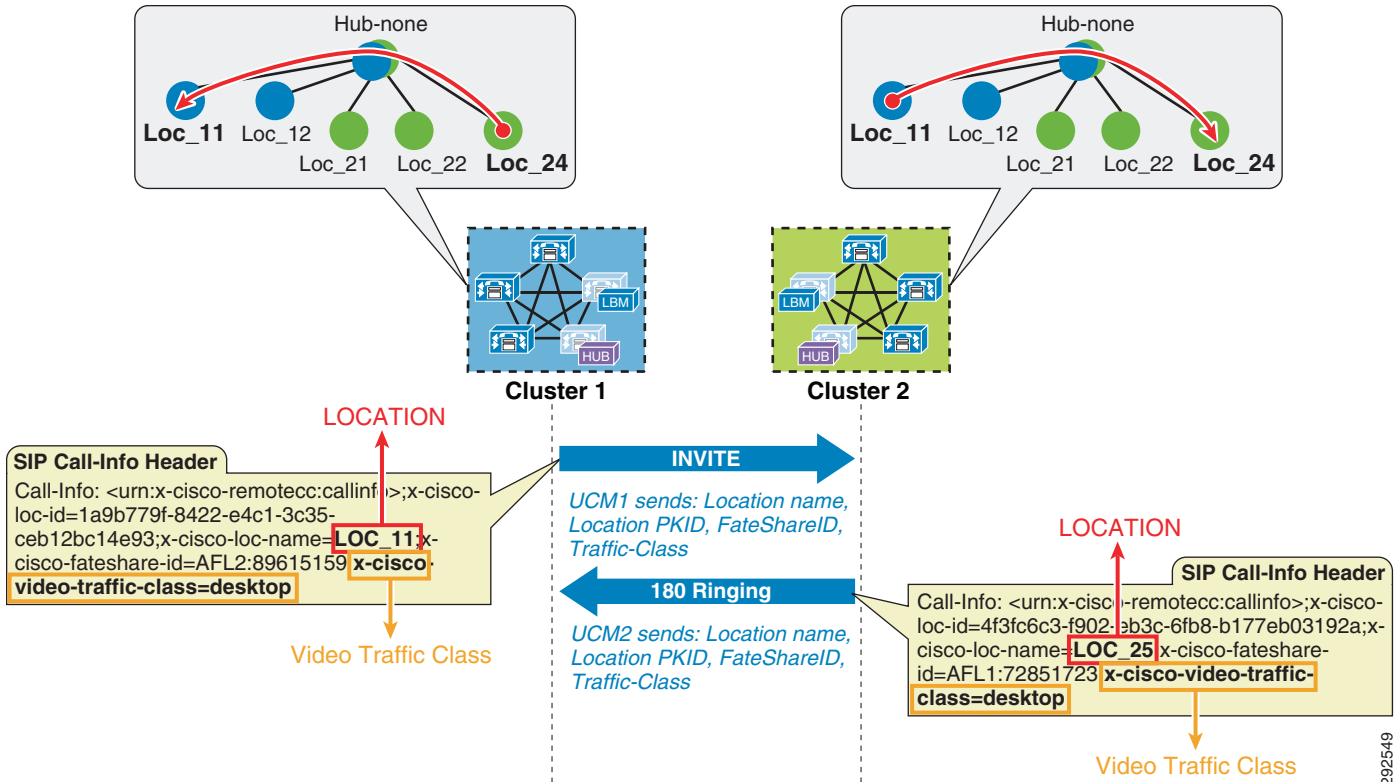 Hub-none
Loc_11
Loc_12
Loc_21
Loc_22
Loc_24
Hub-none
Loc_11
Loc_12
Loc_21
Loc_22
Loc_24
LBM
HUB
Cluster 1
LBM
HUB
Cluster 2
LOCATION
SIP Call-Info Header
Call-Info: <urn:x-cisco-remotecc:callinfo>;x-cisco-
loc-id=1a9b779f-8422-e4c1-3c35-
ceb12bc14e93;x-cisco-loc-name=LOC_11;x-
cisco-fateshare-id=AFL2:89615159 x-cisco-
video-traffic-class=desktop
Video Traffic Class
INVITE
UCM1 sends: Location name,
Location PKID, FateShareID,
Traffic-Class
180 Ringing
UCM2 sends: Location name,
Location PKID, FateShareID,
Traffic-Class
LOCATION
SIP Call-Info Header
Call-Info: <urn:x-cisco-remotecc:callinfo>;x-cisco-
loc-id=4f3fc6c3-f902-eb3c-6fb8-b177eb03192a;x-
cisco-loc-name=LOC_25 x-cisco-fateshare-
id=AFL1:72851723 x-cisco-video-traffic-
class=desktop
Video Traffic Class
292549